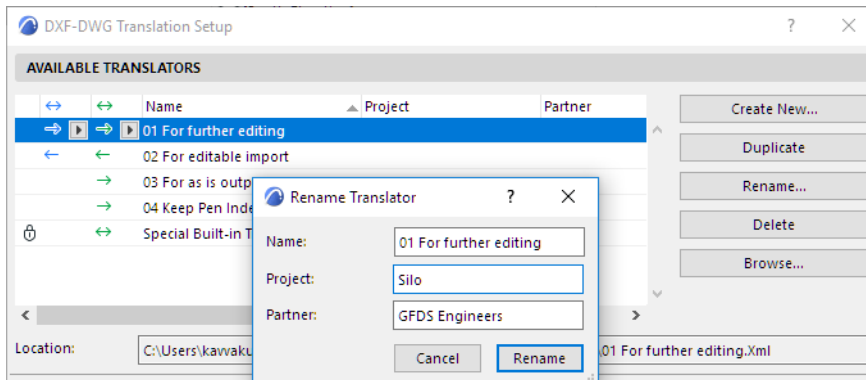 DXF-DWG Translation Setup
AVAILABLE TRANSLATORS
Name Project Partner
01 For further editing
02 For editable import
03 For as is outp
04 Keep Pen Inde
Special Built-in T
Create New...
Duplicate
Rename...
Delete
Browse...
Rename Translator
Name: 01 For further editing
Project: Silo
Partner: GFDS Engineers
Cancel Rename
Location: C:\Users\kawaku \01 For further editing.Xml